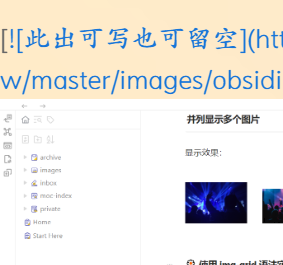 [![此出可写也可留空](htt
w/master/images/obsidi
并列显示多个图片
显示效果:
archive
images
Inbox
moc-index
private
Home
Start Here
使用 img-grid 语法实